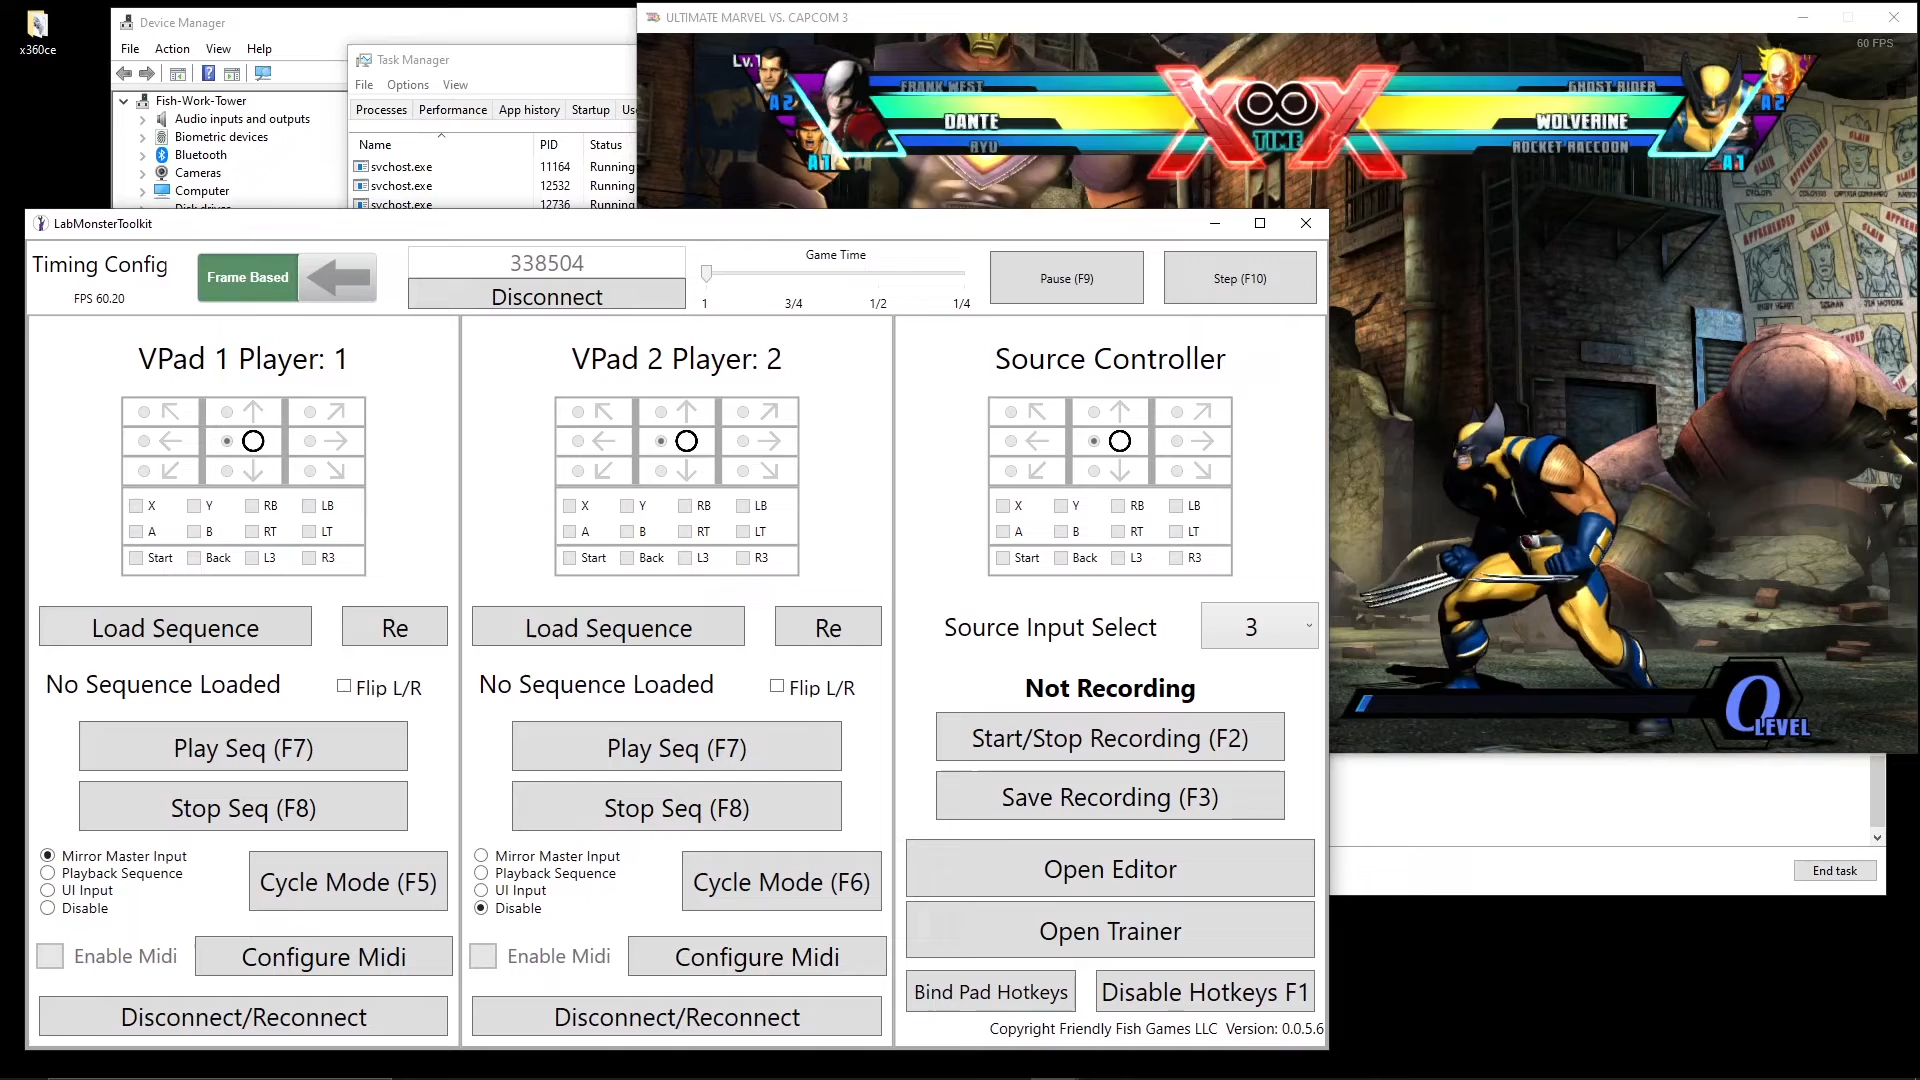 x360ce
Device Manager
File Action View Help
Fish-Work-Tower
Audio inputs and outputs
Biometric devices
Bluetooth
Cameras
Computer
Disk drives
Task Manager
File Options View
Processes Performance App history Startup
Name PID Status
svchost.exe 11164 Running
svchost.exe 12532 Running
svchost.exe 12736 Running
ULTIMATE MARVEL VS. CAPCOM 3
60 FPS
Lv.1
FRANK WEST
GHOST RIDER
A2
A2
DANTE
TIME
WOLVERINE
A1
RYU
ROCKET RACCOON
A1
0
LEVEL
LabMonsterToolkit
Timing Config
FPS 60.20
Frame Based
338504
Disconnect
Game Time
1 3/4 1/2 1/4
Pause (F9)
Step (F10)
VPad 1 Player: 1
X Y RB LB
A B RT LT
Start Back L3 R3
Load Sequence
Re
No Sequence Loaded
Flip L/R
Play Seq (F7)
Stop Seq (F8)
Mirror Master Input
Playback Sequence
UI Input
Disable
Cycle Mode (F5)
Enable Midi
Configure Midi
Disconnect/Reconnect
VPad 2 Player: 2
X Y RB LB
A B RT LT
Start Back L3 R3
Load Sequence
Re
No Sequence Loaded
Flip L/R
Play Seq (F7)
Stop Seq (F8)
Mirror Master Input
Playback Sequence
UI Input
Disable
Cycle Mode (F6)
Enable Midi
Configure Midi
Disconnect/Reconnect
Source Controller
X Y RB LB
A B RT LT
Start Back L3 R3
Source Input Select
3
Not Recording
Start/Stop Recording (F2)
Save Recording (F3)
Open Editor
Open Trainer
Bind Pad Hotkeys
Disable Hotkeys F1
Copyright Friendly Fish Games LLC Version: 0.0.5.6
End task